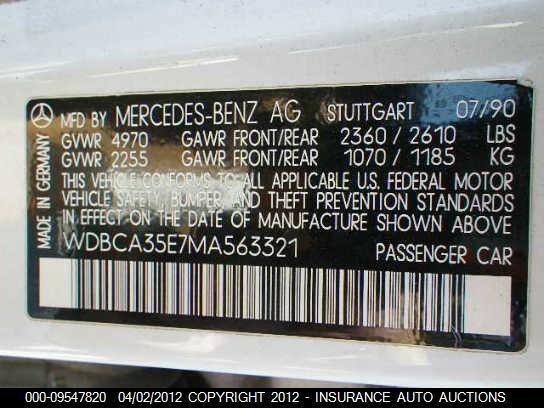 MFD BY MERCEDES-BENZ AG STUTTGART 07/90
GVWR 4970 GAWR FRONT/REAR 2360 / 2610 LBS
GVWR 2255 GAWR FRONT/REAR 1070 / 1185 KG
THIS VEHICLE CONFORMS TO ALL APPLICABLE U.S. FEDERAL MOTOR
VEHICLE SAFETY, BUMPER, AND THEFT PREVENTION STANDARDS
IN EFFECT ON THE DATE OF MANUFACTURE SHOWN ABOVE
WDBCA35E7MA563321 PASSENGER CAR
MADE IN GERMANY
000-09547820 04/02/2012 COPYRIGHT 2012 - INSURANCE AUTO AUCTIONS